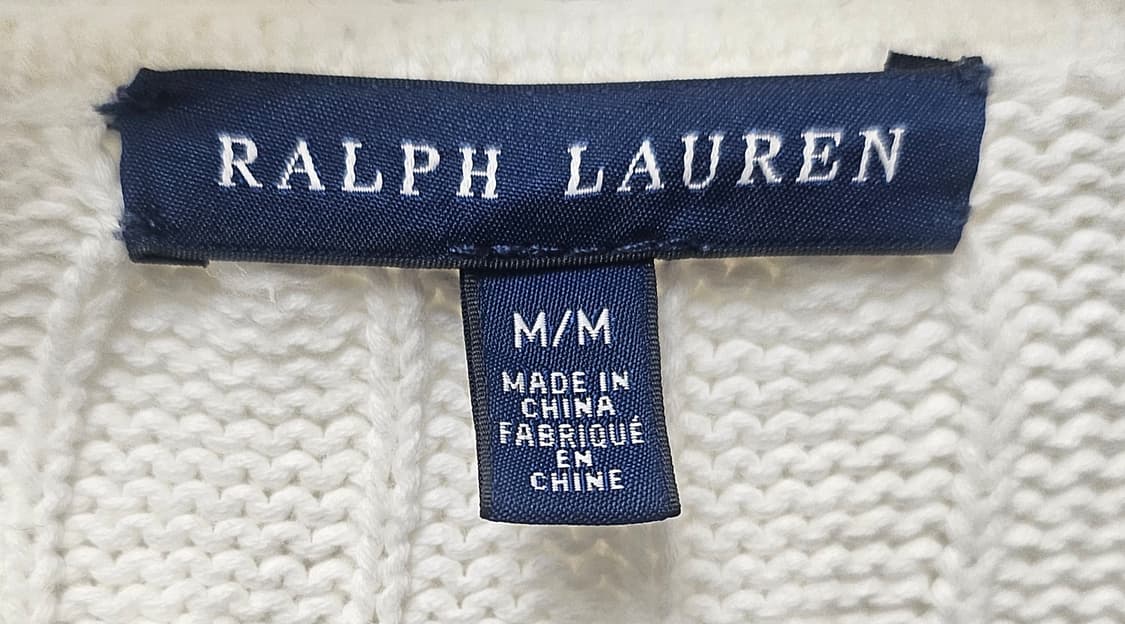 RALPH LAUREN
M/M
MADE IN
CHINA
FABRIQUÉ
EN
CHINE